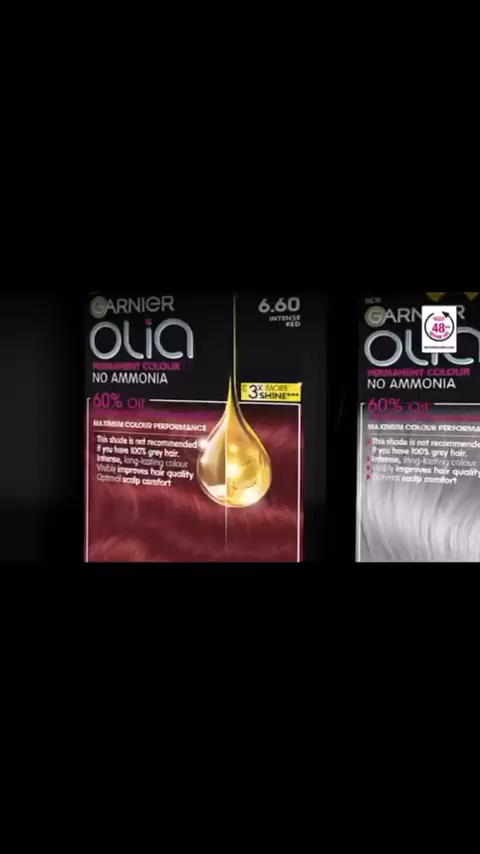 GARNIER
OLIA
PERMANENT COLOUR
NO AMMONIA
60% Oil
MAXIMUM COLOUR PERFORMANCE
This shade is not recommended
if you have 100% grey hair.
Intense, long-lasting colour
Visibly improves hair quality
Optimal scalp comfort
6.60
INTENSE
RED
3X MORE
SHINE***
NEW
GARNI
OLIA
PERMANENT COLOUR
NO AMMONIA
60% Oil
MAXIMUM COLOUR PERFORMA
This shade is not recommende
if you have 100% grey hair.
Intense, long-lasting colour
Visibly improves hair quality
scalp comfort
48